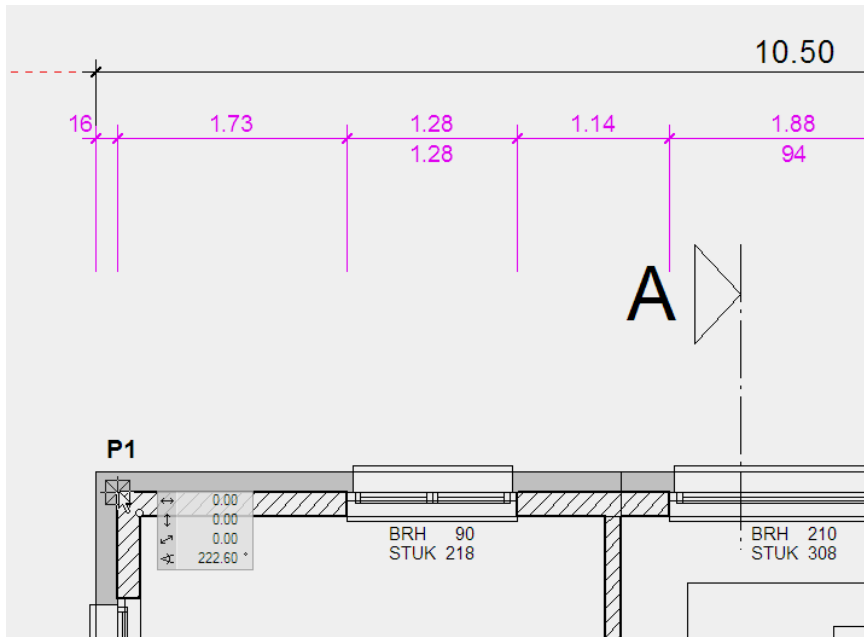 10.50
16 1.73 1.28 1.14 1.88
1.28 94
A
P1
0.00
0.00
0.00
222.60 °
BRH 90
STUK 218
BRH 210
STUK 308